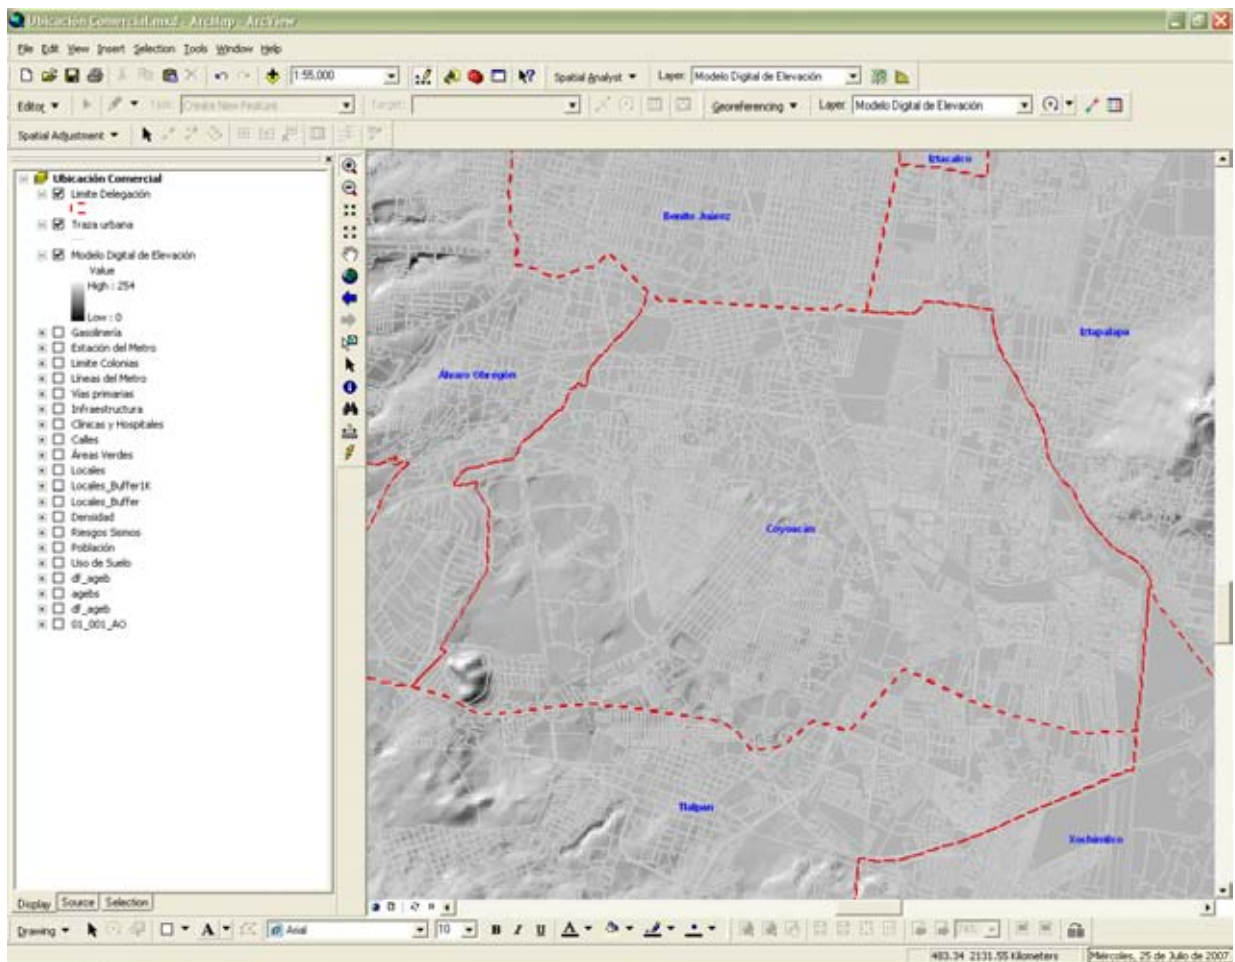 Ubicación Comercial.mxd - ArcMap - ArcView
File Edit View Insert Selection Tools Window Help
1:55,000
Spatial Analyst
Layer: Modelo Digital de Elevación
Editor
Task: Create New Feature
Target:
Georeferencing
Layer: Modelo Digital de Elevación
Spatial Adjustment
Ubicación Comercial
Limite Delegación
Traza urbana
Modelo Digital de Elevación
Value
High : 254
Low : 0
Gasolinería
Estación del Metro
Limite Colonias
Líneas del Metro
Vías primarias
Infraestructura
Clínicas y Hospitales
Calles
Áreas Verdes
Locales
Locales_Buffer1K
Locales_Buffer
Densidad
Riesgos Sismos
Población
Uso de Suelo
df_ageb
agebs
df_ageb
01_001_AO
Iztacalco
Benito Juárez
Iztapalapa
Álvaro Obregón
Coyoacán
Tlalpan
Xochimilco
Display Source Selection
Drawing
A
Arial
10
B I U A
483.34 2131.55 Kilometers
Miércoles, 25 de Julio de 2007